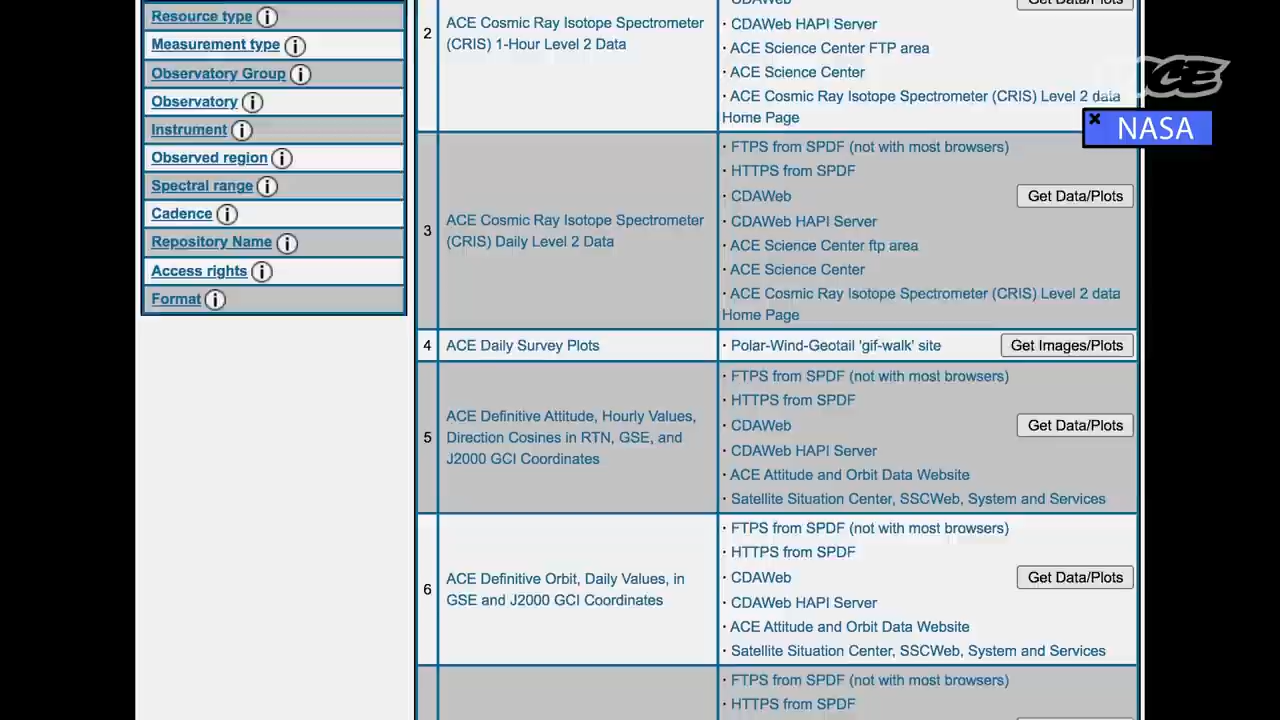 Resource type
Measurement type
Observatory Group
Observatory
Instrument
Observed region
Spectral range
Cadence
Repository Name
Access rights
Format
2
ACE Cosmic Ray Isotope Spectrometer
(CRIS) 1-Hour Level 2 Data
· CDAWeb
Get Data/Plots
· CDAWeb HAPI Server
· ACE Science Center FTP area
· ACE Science Center
· ACE Cosmic Ray Isotope Spectrometer (CRIS) Level 2 data
Home Page
VICE
× NASA
3
ACE Cosmic Ray Isotope Spectrometer
(CRIS) Daily Level 2 Data
· FTPS from SPDF (not with most browsers)
· HTTPS from SPDF
· CDAWeb
Get Data/Plots
· CDAWeb HAPI Server
· ACE Science Center ftp area
· ACE Science Center
· ACE Cosmic Ray Isotope Spectrometer (CRIS) Level 2 data
Home Page
4
ACE Daily Survey Plots
· Polar-Wind-Geotail 'gif-walk' site
Get Images/Plots
5
ACE Definitive Attitude, Hourly Values,
Direction Cosines in RTN, GSE, and
J2000 GCI Coordinates
· FTPS from SPDF (not with most browsers)
· HTTPS from SPDF
· CDAWeb
Get Data/Plots
· CDAWeb HAPI Server
· ACE Attitude and Orbit Data Website
· Satellite Situation Center, SSCWeb, System and Services
6
ACE Definitive Orbit, Daily Values, in
GSE and J2000 GCI Coordinates
· FTPS from SPDF (not with most browsers)
· HTTPS from SPDF
· CDAWeb
Get Data/Plots
· CDAWeb HAPI Server
· ACE Attitude and Orbit Data Website
· Satellite Situation Center, SSCWeb, System and Services
· FTPS from SPDF (not with most browsers)
· HTTPS from SPDF